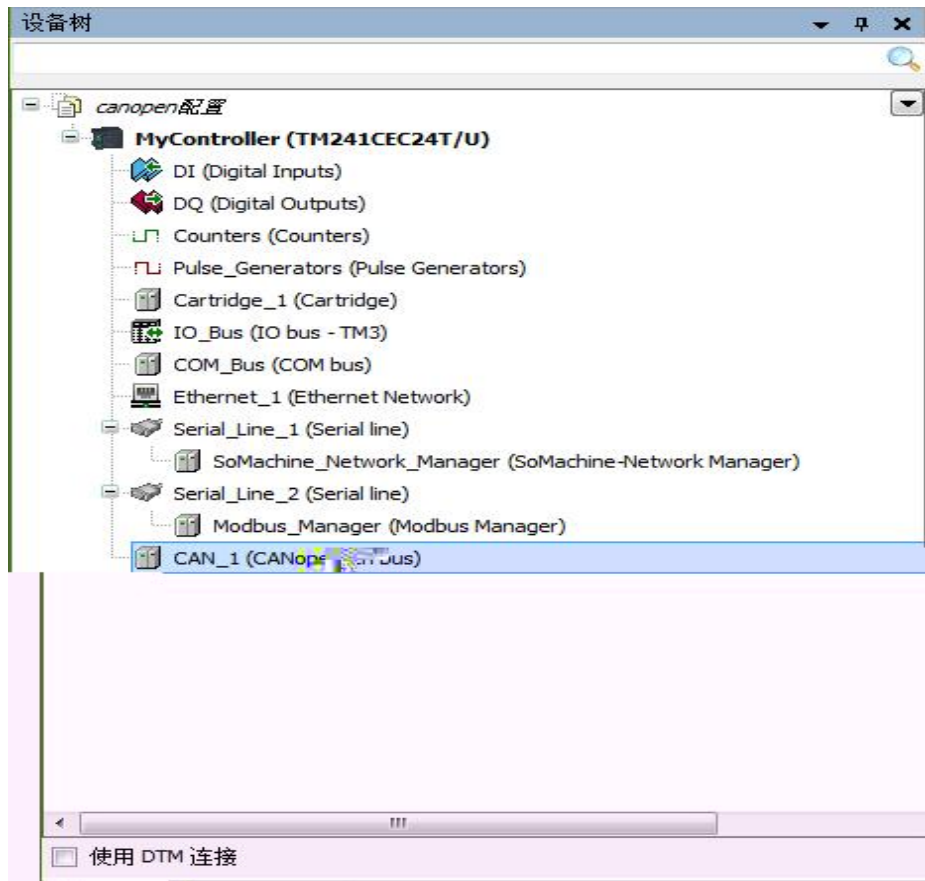 设备树
canopen配置
MyController (TM241CEC24T/U)
DI (Digital Inputs)
DQ (Digital Outputs)
Counters (Counters)
Pulse_Generators (Pulse Generators)
Cartridge_1 (Cartridge)
IO_Bus (IO bus - TM3)
COM_Bus (COM bus)
Ethernet_1 (Ethernet Network)
Serial_Line_1 (Serial line)
SoMachine_Network_Manager (SoMachine-Network Manager)
Serial_Line_2 (Serial line)
Modbus_Manager (Modbus Manager)
CAN_1
使用 DTM 连接